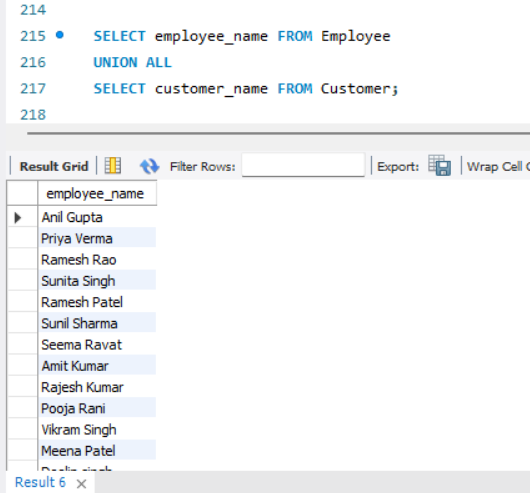 214
215 SELECT employee_name FROM Employee
216 UNION ALL
217 SELECT customer_name FROM Customer;
218
Result Grid Filter Rows: Export: Wrap Cell
employee_name
Anil Gupta
Priya Verma
Ramesh Rao
Sunita Singh
Ramesh Patel
Sunil Sharma
Seema Ravat
Amit Kumar
Rajesh Kumar
Pooja Rani
Vikram Singh
Meena Patel
Result 6